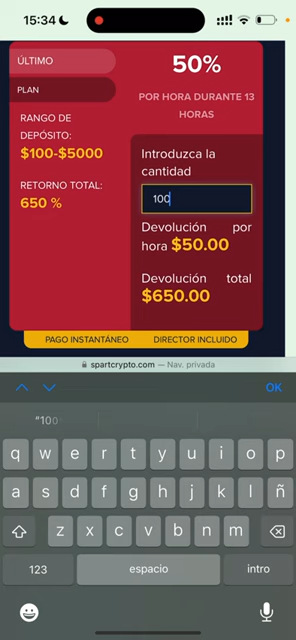 15:34
ÚLTIMO
PLAN
RANGO DE
DEPÓSITO:
$100-$5000
RETORNO TOTAL:
650 %
50%
POR HORA DURANTE 13
HORAS
Introduzca la
cantidad
100
Devolución por
hora $50.00
Devolución total
$650.00
PAGO INSTANTÁNEO DIRECTOR INCLUIDO
spartcrypto.com — Nav. privada
OK
"100
q w e r t y u i o p
a s d f g h j k l ñ
z x c v b n m
123 espacio intro